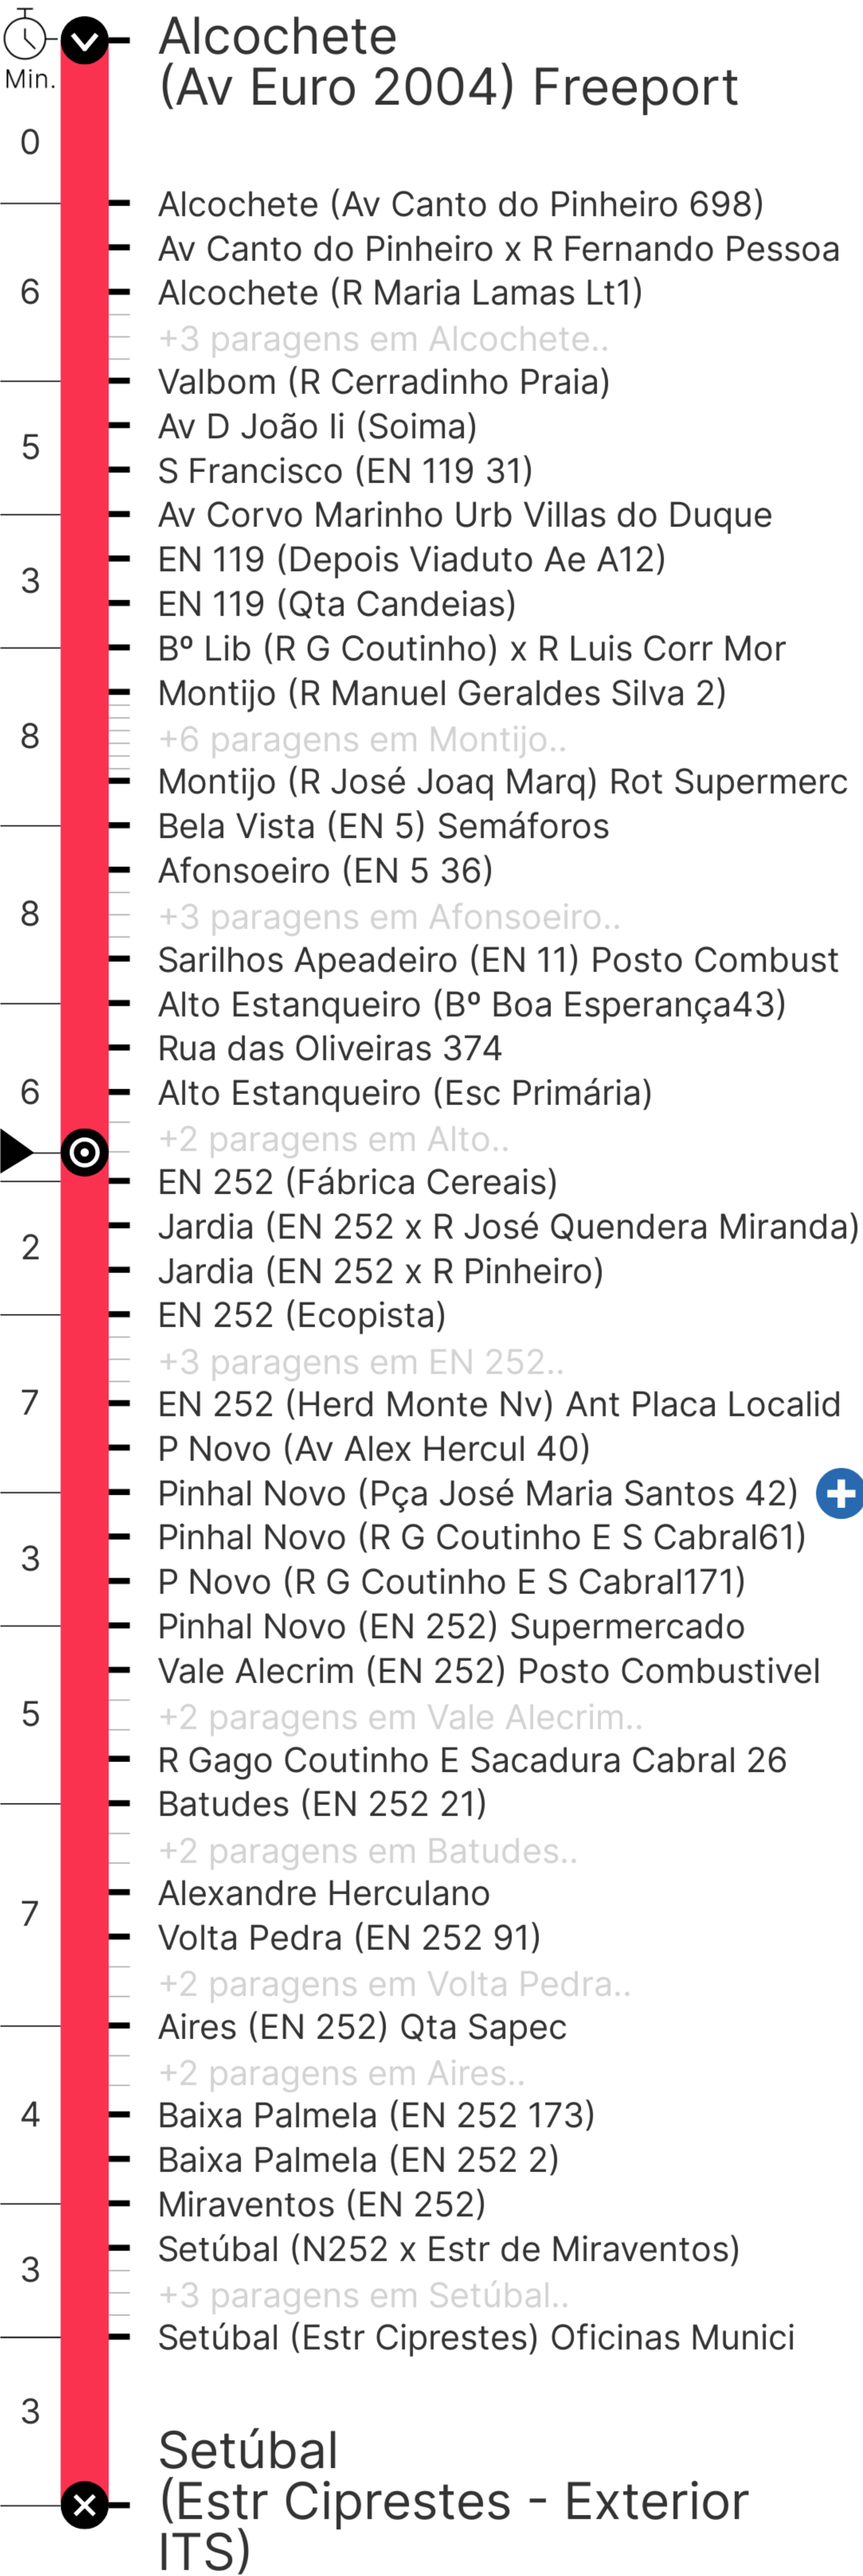 Alcochete
(Av Euro 2004) Freeport
Min.
0
Alcochete (Av Canto do Pinheiro 698)
Av Canto do Pinheiro x R Fernando Pessoa
6
Alcochete (R Maria Lamas Lt1)
+3 paragens em Alcochete..
Valbom (R Cerradinho Praia)
Av D João Ii (Soima)
5
S Francisco (EN 119 31)
Av Corvo Marinho Urb Villas do Duque
EN 119 (Depois Viaduto Ae A12)
3
EN 119 (Qta Candeias)
Bº Lib (R G Coutinho) x R Luis Corr Mor
Montijo (R Manuel Geraldes Silva 2)
8
+6 paragens em Montijo..
Montijo (R José Joaq Marq) Rot Supermerc
Bela Vista (EN 5) Semáforos
Afonsoeiro (EN 5 36)
8
+3 paragens em Afonsoeiro..
Sarilhos Apeadeiro (EN 11) Posto Combust
Alto Estanqueiro (Bº Boa Esperança43)
Rua das Oliveiras 374
6
Alto Estanqueiro (Esc Primária)
+2 paragens em Alto..
EN 252 (Fábrica Cereais)
Jardia (EN 252 x R José Quendera Miranda)
2
Jardia (EN 252 x R Pinheiro)
EN 252 (Ecopista)
+3 paragens em EN 252..
7
EN 252 (Herd Monte Nv) Ant Placa Localid
P Novo (Av Alex Hercul 40)
Pinhal Novo (Pça José Maria Santos 42)
Pinhal Novo (R G Coutinho E S Cabral61)
3
P Novo (R G Coutinho E S Cabral171)
Pinhal Novo (EN 252) Supermercado
Vale Alecrim (EN 252) Posto Combustivel
5
+2 paragens em Vale Alecrim..
R Gago Coutinho E Sacadura Cabral 26
Batudes (EN 252 21)
+2 paragens em Batudes..
Alexandre Herculano
7
Volta Pedra (EN 252 91)
+2 paragens em Volta Pedra..
Aires (EN 252) Qta Sapec
+2 paragens em Aires..
4
Baixa Palmela (EN 252 173)
Baixa Palmela (EN 252 2)
Miraventos (EN 252)
Setúbal (N252 x Estr de Miraventos)
3
+3 paragens em Setúbal..
Setúbal (Estr Ciprestes) Oficinas Munici
3
Setúbal
(Estr Ciprestes - Exterior
ITS)